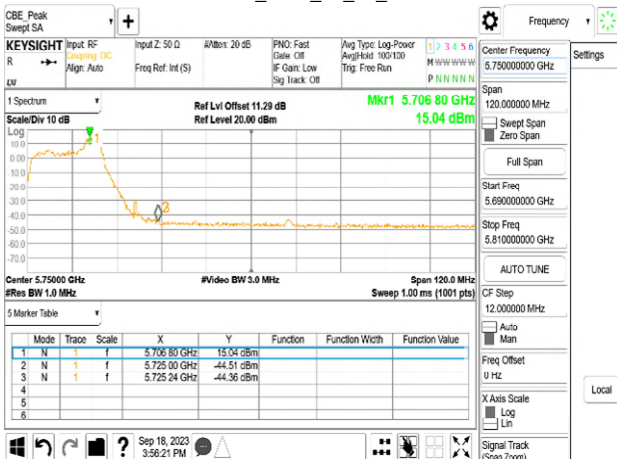 CBE_Peak
Swept SA
Frequency
KEYSIGHT
R
Input: RF
Coupling: DC
Align: Auto
Input Z: 50 Ω
Freq Ref: Int (S)
#Atten: 20 dB
PNO: Fast
Gate: Off
IF Gain: Low
Sig Track: Off
Avg Type: Log-Power
Avg|Hold: 100/100
Trig: Free Run
1 2 3 4 5 6
M W W W W W
P N N N N N
1 Spectrum
Scale/Div 10 dB
Ref Lvl Offset 11.29 dB
Ref Level 20.00 dBm
Mkr1 5.706 80 GHz
15.04 dBm
Log
10.0
0.00
-10.0
-20.0
-30.0
-40.0
-50.0
-60.0
-70.0
1
3
Center 5.75000 GHz
#Video BW 3.0 MHz
Span 120.0 MHz
#Res BW 1.0 MHz
Sweep 1.00 ms (1001 pts)
5 Marker Table
Mode Trace Scale X Y Function Function Width Function Value
1 N 1 f 5.706 80 GHz 15.04 dBm
2 N 1 f 5.725 00 GHz -44.51 dBm
3 N 1 f 5.725 24 GHz -44.36 dBm
4
5
6
Sep 18, 2023
3:56:21 PM
Center Frequency
5.750000000 GHz
Span
120.000000 MHz
Swept Span
Zero Span
Full Span
Start Freq
5.690000000 GHz
Stop Freq
5.810000000 GHz
AUTO TUNE
CF Step
12.000000 MHz
Auto
Man
Freq Offset
0 Hz
X Axis Scale
Log
Lin
Signal Track
(Span Zoom)
Settings
Local